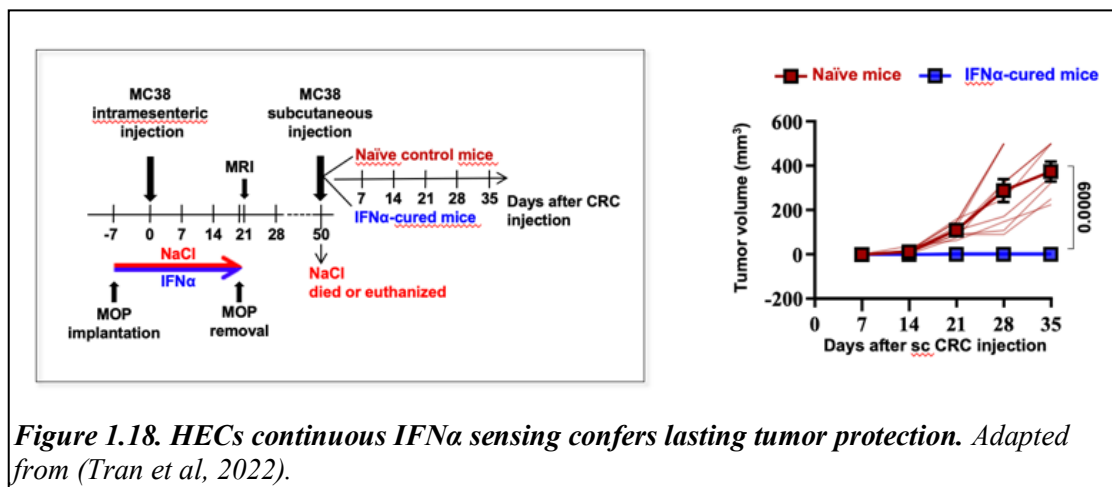 MC38
intramesenteric
injection
MC38
subcutaneous
injection
MRI
Naïve control mice
7 14 21 28 35
Days after CRC
injection
IFNα-cured mice
-7 0 7 14 21 28 50
NaCl
IFNα
NaCl
died or euthanized
MOP
implantation
MOP
removal
Naïve mice
IFNα-cured mice
Tumor volume (mm³)
600
400
200
0
-200
0 7 14 21 28 35
Days after sc CRC injection
0.0009
Figure 1.18. HECs continuous IFNα sensing confers lasting tumor protection. Adapted
from (Tran et al, 2022).